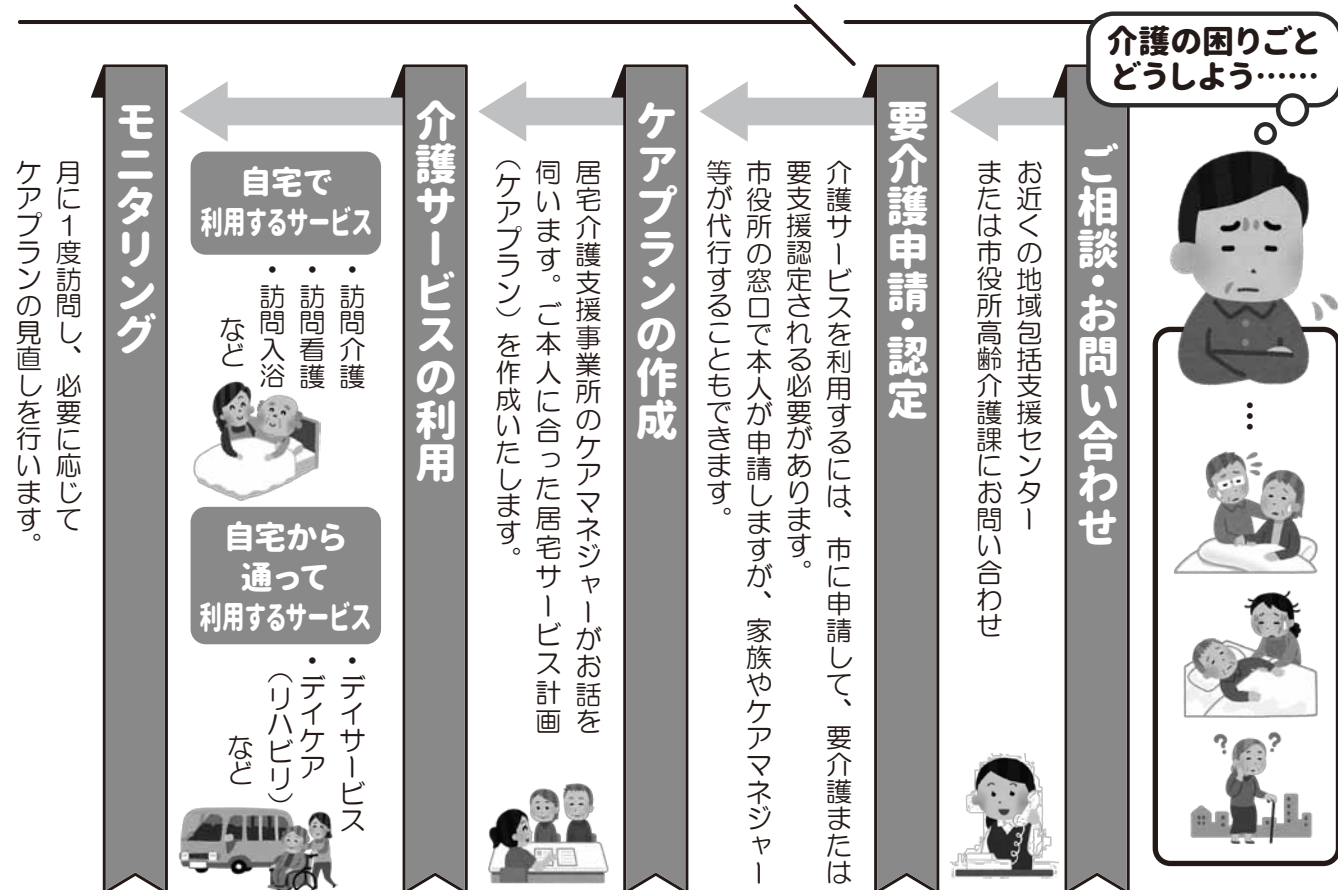 介護の困りごと
どうしよう……
…
ご相談・お問い合わせ
お近くの地域包括支援センター
または市役所高齢介護課にお問い合わせ
要介護申請・認定
介護サービスを利用するには、市に申請して、要介護または
要支援認定される必要があります。
市役所の窓口で本人が申請しますが、家族やケアマネジャー
等が代行することもできます。
ケアプランの作成
居宅介護支援事業所のケアマネジャーがお話を
伺います。ご本人に合った居宅サービス計画
（ケアプラン）を作成いたします。
介護サービスの利用
自宅で
利用するサービス
・訪問介護
・訪問看護
・訪問入浴
など
自宅から
通って
利用するサービス
・デイサービス
・デイケア
（リハビリ）
など
モニタリング
月に１度訪問し、必要に応じて
ケアプランの見直しを行います。